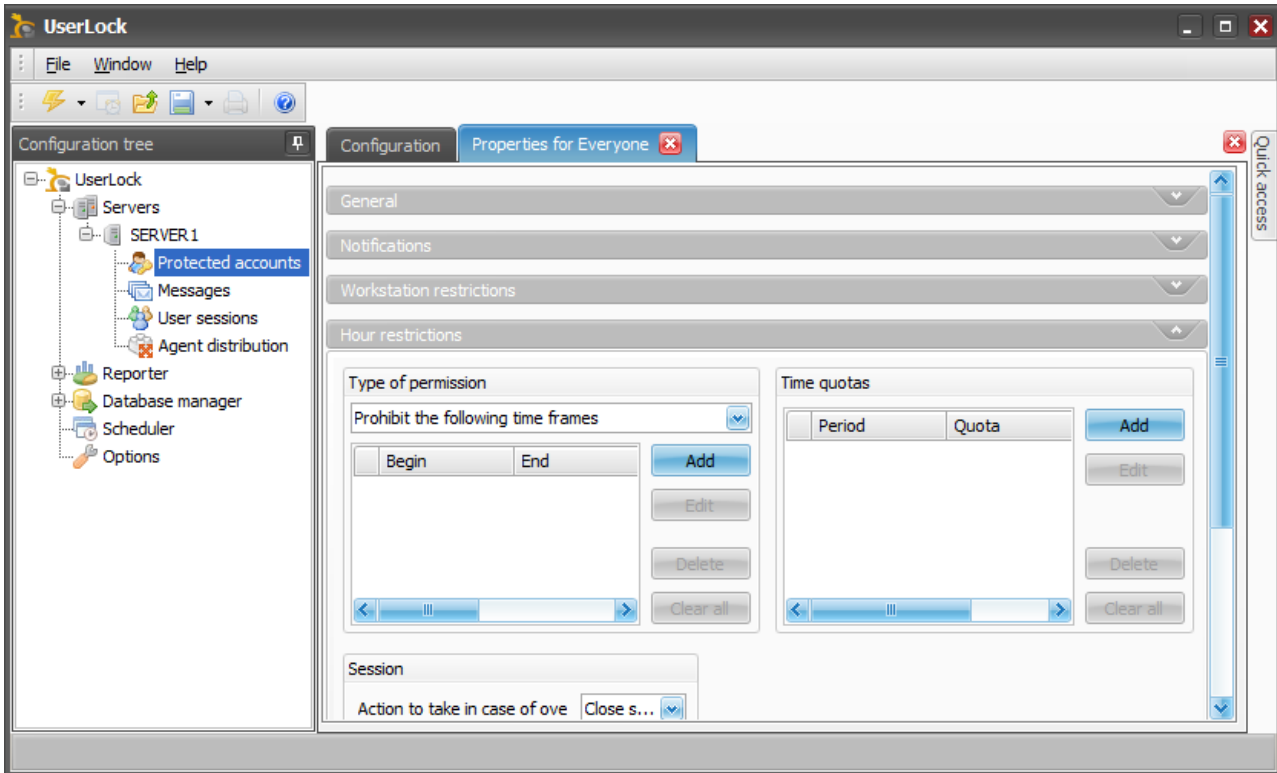 UserLock
File Window Help
Configuration tree
UserLock
Servers
SERVER1
Protected accounts
Messages
User sessions
Agent distribution
Reporter
Database manager
Scheduler
Options
Configuration
Properties for Everyone
Quick access
General
Notifications
Workstation restrictions
Hour restrictions
Type of permission
Prohibit the following time frames
Begin End
Add
Edit
Delete
Clear all
Time quotas
Period Quota
Add
Edit
Delete
Clear all
Session
Action to take in case of ove Close s...